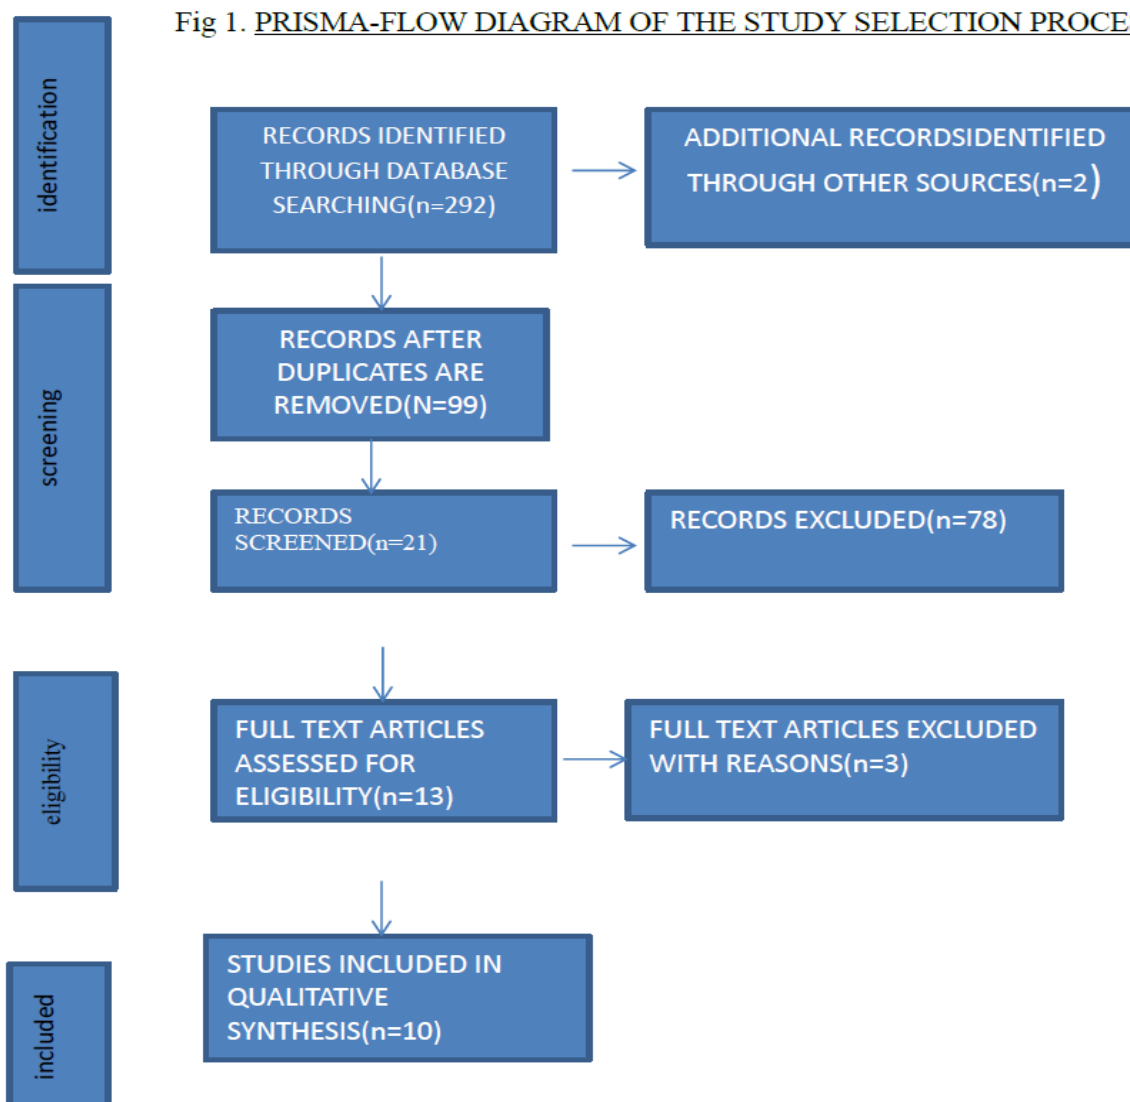 Fig 1. PRISMA-FLOW DIAGRAM OF THE STUDY SELECTION PROCE
identification
RECORDS IDENTIFIED
THROUGH DATABASE
SEARCHING(n=292)
ADDITIONAL RECORDSIDENTIFIED
THROUGH OTHER SOURCES(n=2)
screening
RECORDS AFTER
DUPLICATES ARE
REMOVED(N=99)
RECORDS
SCREENED(n=21)
RECORDS EXCLUDED(n=78)
eligibility
FULL TEXT ARTICLES
ASSESSED FOR
ELIGIBILITY(n=13)
FULL TEXT ARTICLES EXCLUDED
WITH REASONS(n=3)
included
STUDIES INCLUDED IN
QUALITATIVE
SYNTHESIS(n=10)